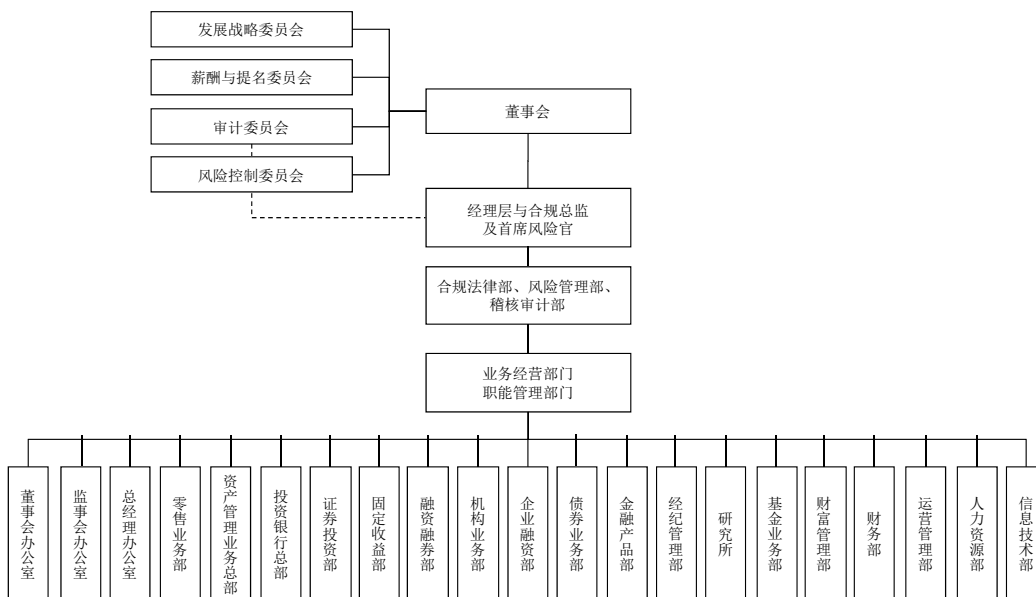 发展战略委员会
薪酬与提名委员会
审计委员会
风险控制委员会
董事会
经理层与合规总监
及首席风险官
合规法律部、风险管理部、
稽核审计部
业务经营部门
职能管理部门
董事会办公室
监事会办公室
总经理办公室
零售业务部
资产管理业务总部
投资银行总部
证券投资部
固定收益部
融资融券部
机构业务部
企业融资部
债券业务部
金融产品部
经纪管理部
研究所
基金业务部
财富管理部
财务部
运营管理部
人力资源部
信息技术部